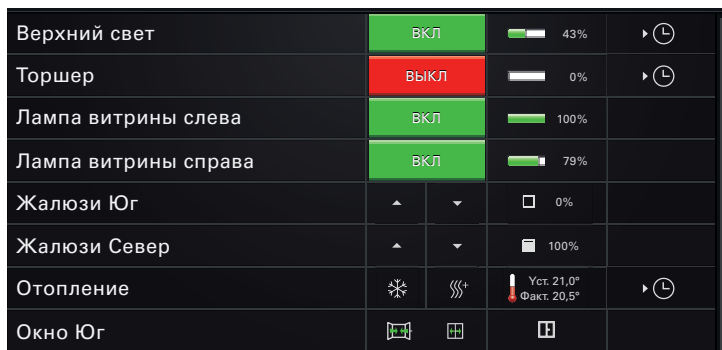 Верхний свет ВКЛ 43%
Торшер ВЫКЛ 0%
Лампа витрины слева ВКЛ 100%
Лампа витрины справа ВКЛ 79%
Жалюзи Юг 0%
Жалюзи Север 100%
Отопление Уст. 21,0°
Факт. 20,5°
Окно Юг